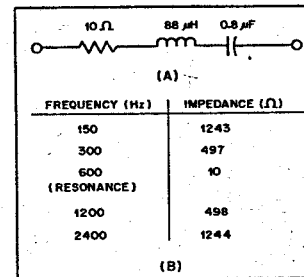 10 Ω 88 μH 0.8 μF
(A)
FREQUENCY (Hz) IMPEDANCE (Ω)
150 1243
300 497
600 10
(RESONANCE)
1200 498
2400 1244
(B)